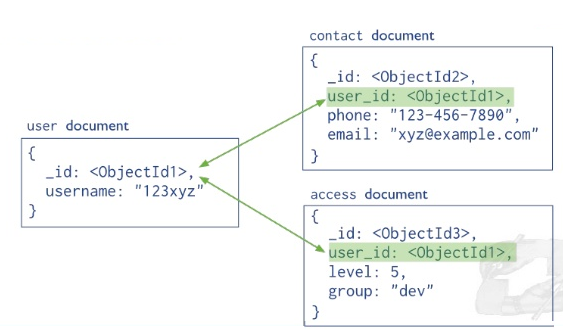 user document
{
_id: <ObjectId1>,
username: "123xyz"
}
contact document
{
_id: <ObjectId2>,
user_id: <ObjectId1>,
phone: "123-456-7890",
email: "xyz@example.com"
}
access document
{
_id: <ObjectId3>,
user_id: <ObjectId1>,
level: 5,
group: "dev"
}